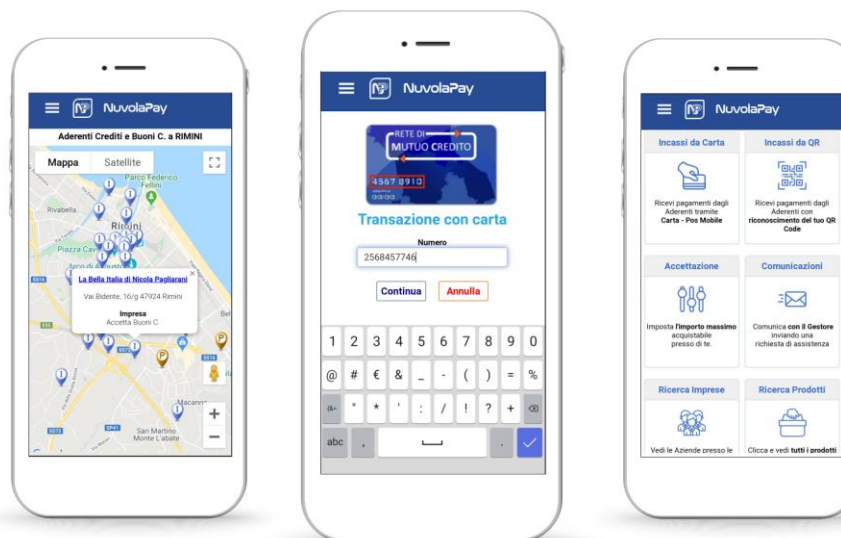 NuvolaPay
Aderenti Crediti e Buoni C. a RIMINI
Mappa Satellite
Parco Federico
Fellini
Rivabella
Rimini
Piazza Cav
Arco di Augusto
La Bella Italia di Nicola Pagliarani
Via Bidente, 16/g 47924 Rimini
Impresa
Accetta Buoni C.
Bel
SS72
SS16
Macanno
San Martino
Monte L'abate
SP41
+
−
NuvolaPay
RETE DI
MUTUO CREDITO
4567 8910
Transazione con carta
Numero
2568457746
Continua Annulla
1 2 3 4 5 6 7 8 9 0
@ # € & _ - ( ) = %
" * ' : / ! ? +
abc , .
NuvolaPay
Incassi da Carta
Ricevi pagamenti dagli
Aderenti tramite
Carta - Pos Mobile
Incassi da QR
Ricevi pagamenti dagli
Aderenti con
riconoscimento del tuo QR
Code
Accettazione
Imposta l'Importo massimo
acquistabile
presso di te.
Comunicazioni
Comunica con il Gestore
inviando una
richiesta di assistenza
Ricerca Imprese
Vedi le Aziende presso le
Ricerca Prodotti
Clicca e vedi tutti i prodotti